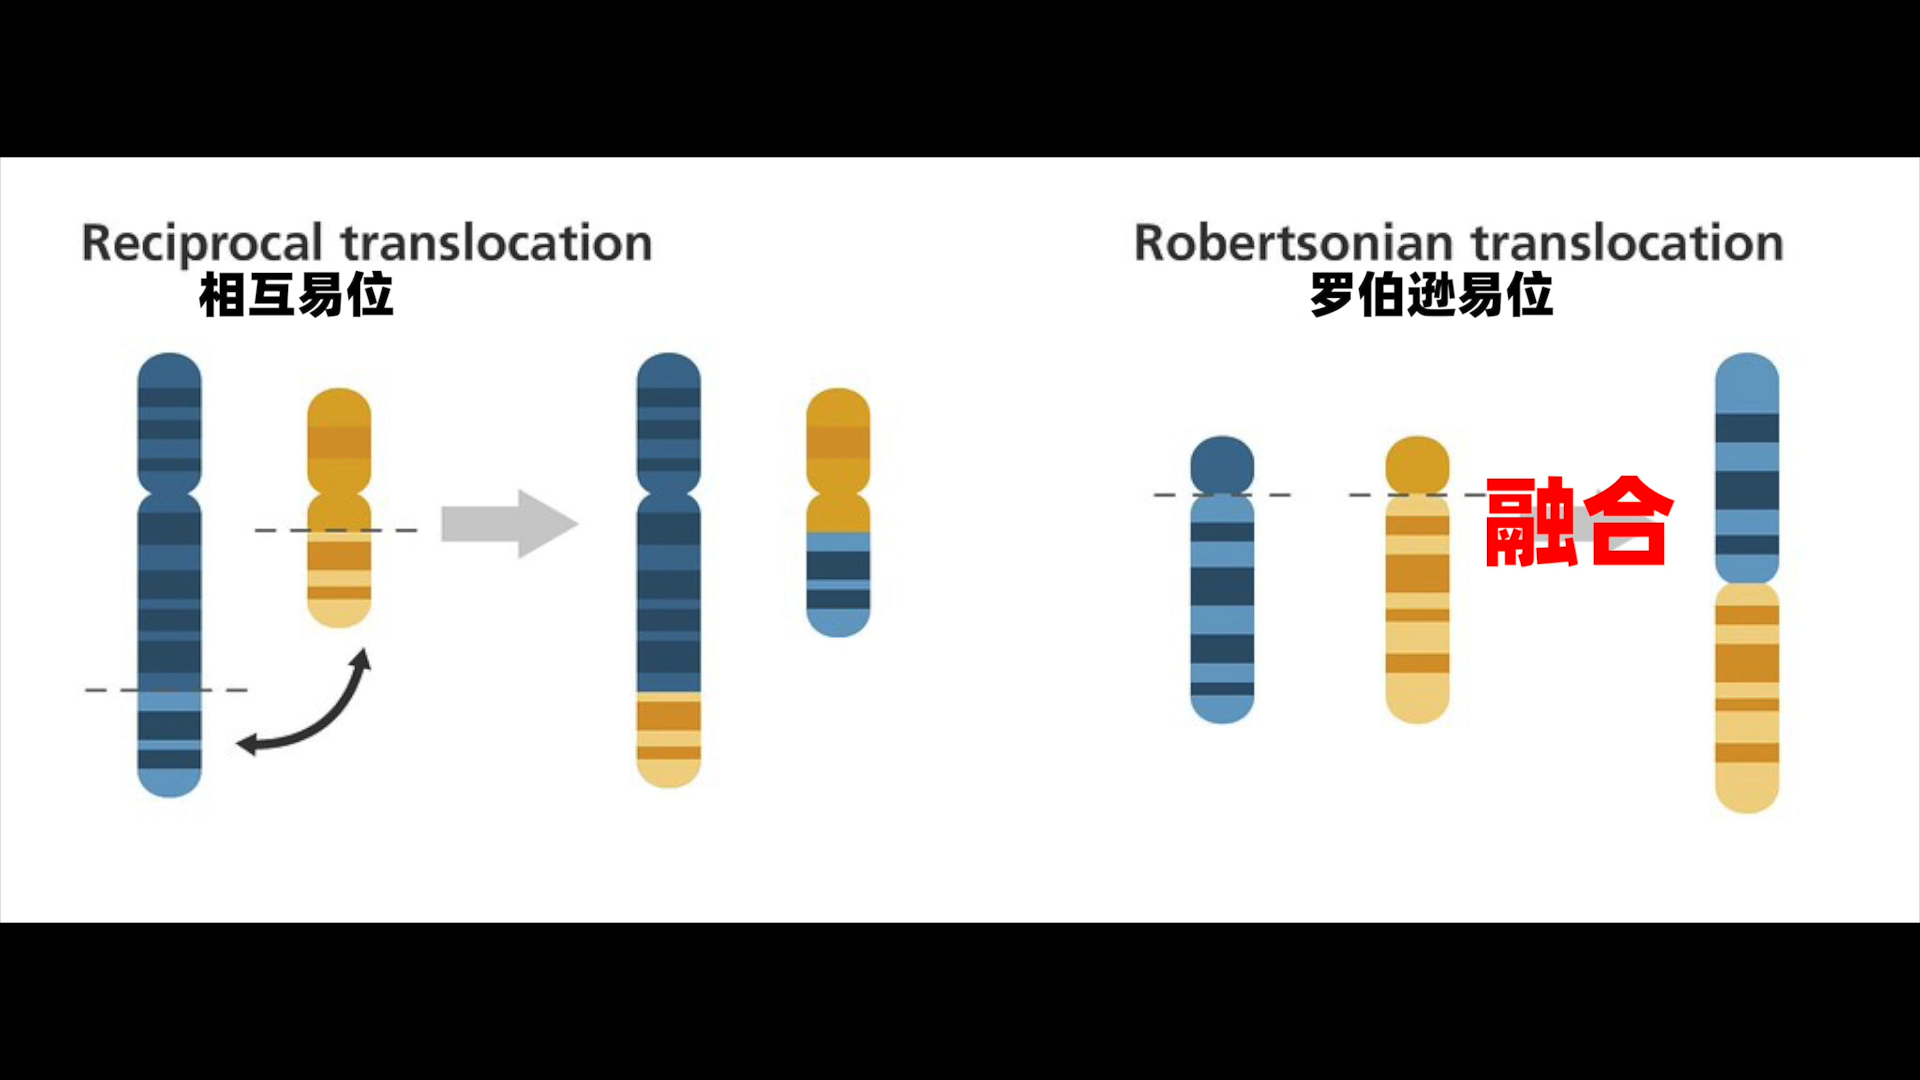 Reciprocal translocation
相互易位
Robertsonian translocation
罗伯逊易位
融合